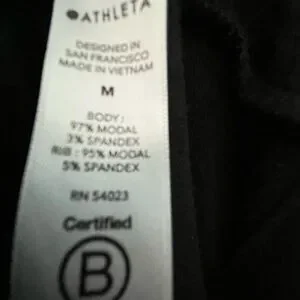 ATHLETA
DESIGNED IN
SAN FRANCISCO
MADE IN VIETNAM
M
BODY:
97% MODAL
3% SPANDEX
RIB: 95% MODAL
5% SPANDEX
RN 54023
Certified
B